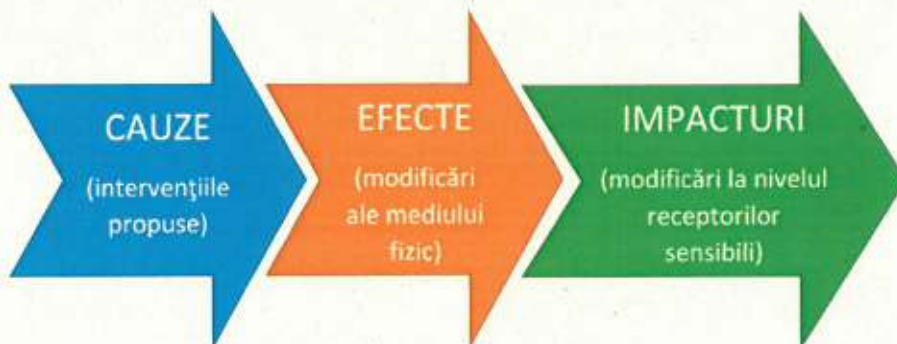 CAUZE
(intervenţiile
propuse)
EFECTE
(modificări
ale mediului
fizic)
IMPACTURI
(modificări la nivelul
receptorilor
sensibili)